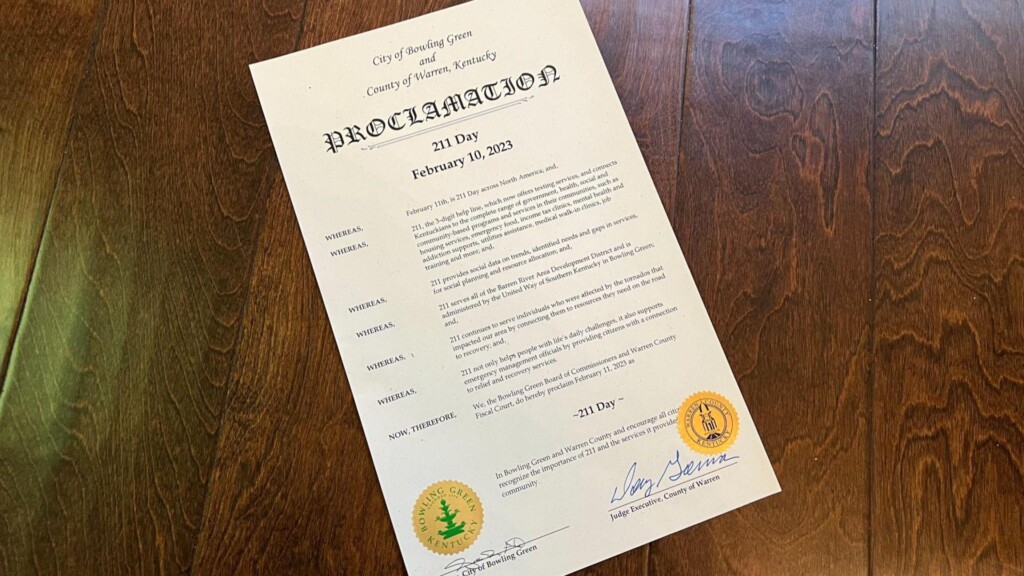 City of Bowling Green
and
County of Warren, Kentucky
PROCLAMATION
211 Day
February 10, 2023
WHEREAS, February 11th, is 211 Day across North America; and,
WHEREAS, 211, the 3-digit help line, which now offers texting services, and connects
Kentuckians to the complete range of government, health, social and
community-based programs and services in their communities, such as
housing services, emergency food, income tax clinics, mental health and
addiction supports, utilities assistance, medical walk-in clinics, job
training and more; and,
WHEREAS, 211 provides social data on trends, identified needs and gaps in services,
for social planning and resource allocation; and,
WHEREAS, 211 serves all of the Barren River Area Development District and is
administered by the United Way of Southern Kentucky in Bowling Green;
and,
WHEREAS, 211 continues to serve individuals who were affected by the tornados that
impacted our area by connecting them to resources they need on the road
to recovery; and,
WHEREAS, 211 not only helps people with life's daily challenges, it also supports
emergency management officials by providing citizens with a connection
to relief and recovery services.
NOW, THEREFORE, We, the Bowling Green Board of Commissioners and Warren County
Fiscal Court, do hereby proclaim February 11, 2023 as
~211 Day ~
In Bowling Green and Warren County and encourage all
recognize the importance of 211 and the services it
community.
WARREN COUNTY
KENTUCKY
Doug Gorman
Judge Executive, County of Warren
BOWLING GREEN
KENTUCKY
City of Bowling Green